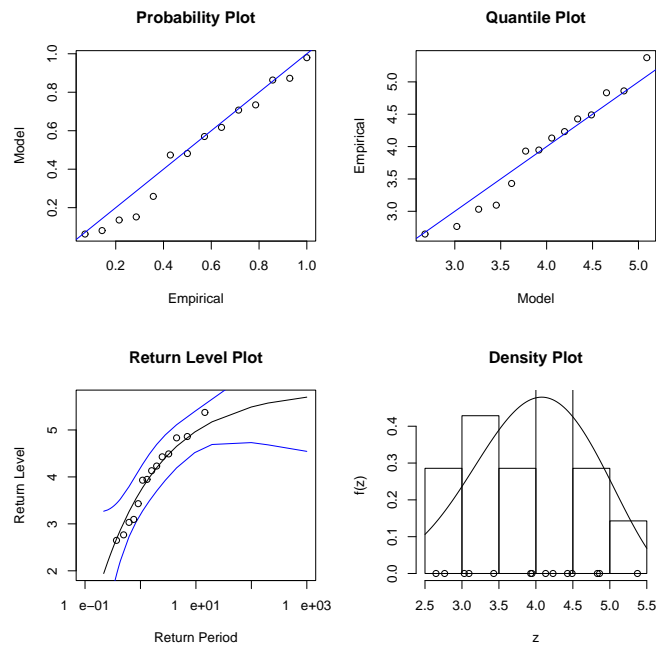 Probability Plot
Model
0.2 0.4 0.6 0.8 1.0
0.2 0.4 0.6 0.8 1.0
Empirical
Quantile Plot
Empirical
3.0 3.5 4.0 4.5 5.0
3.0 3.5 4.0 4.5 5.0
Model
Return Level Plot
Return Level
2 3 4 5
1 e−01 1 e+01 1 e+03
Return Period
Density Plot
f(z)
0.0 0.1 0.2 0.3 0.4
2.5 3.0 3.5 4.0 4.5 5.0 5.5
z